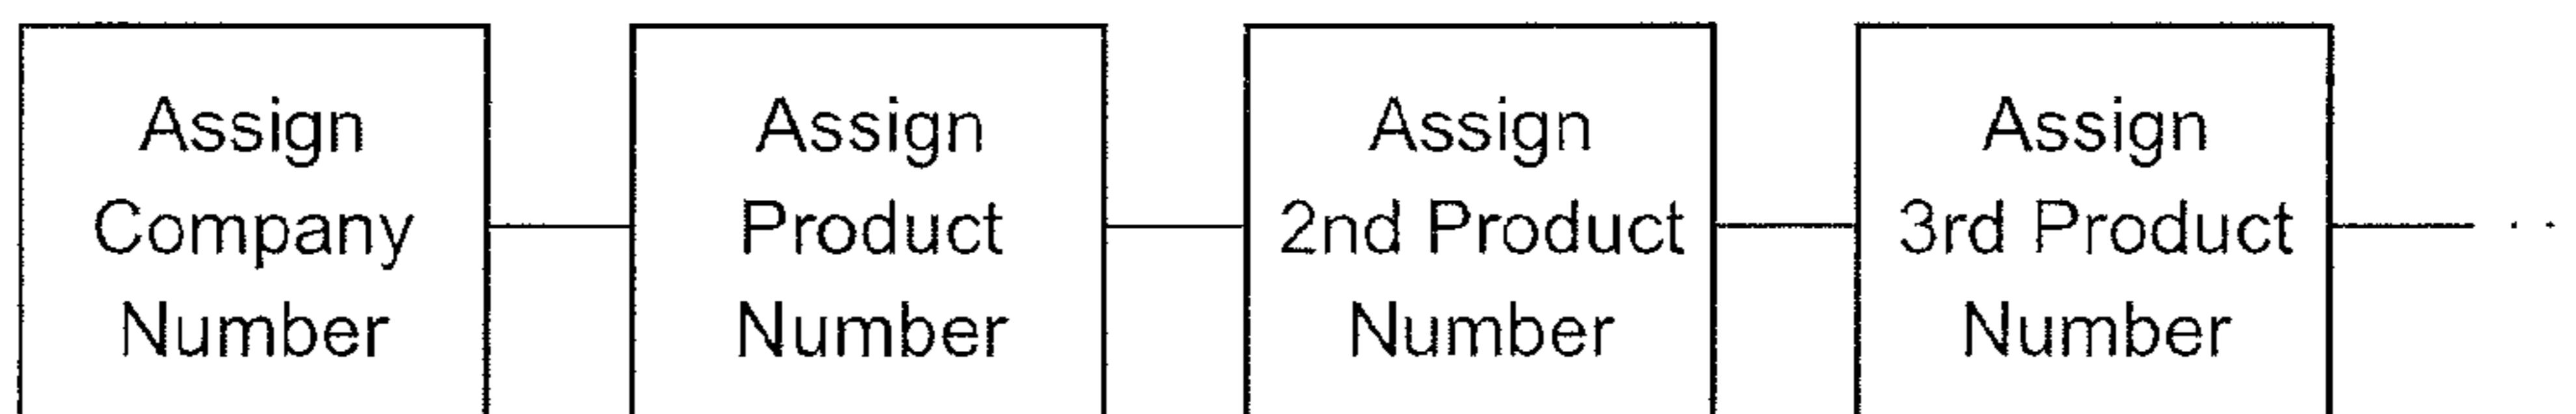 Assign
Company
Number
Assign
Product
Number
Assign
2nd Product
Number
Assign
3rd Product
Number